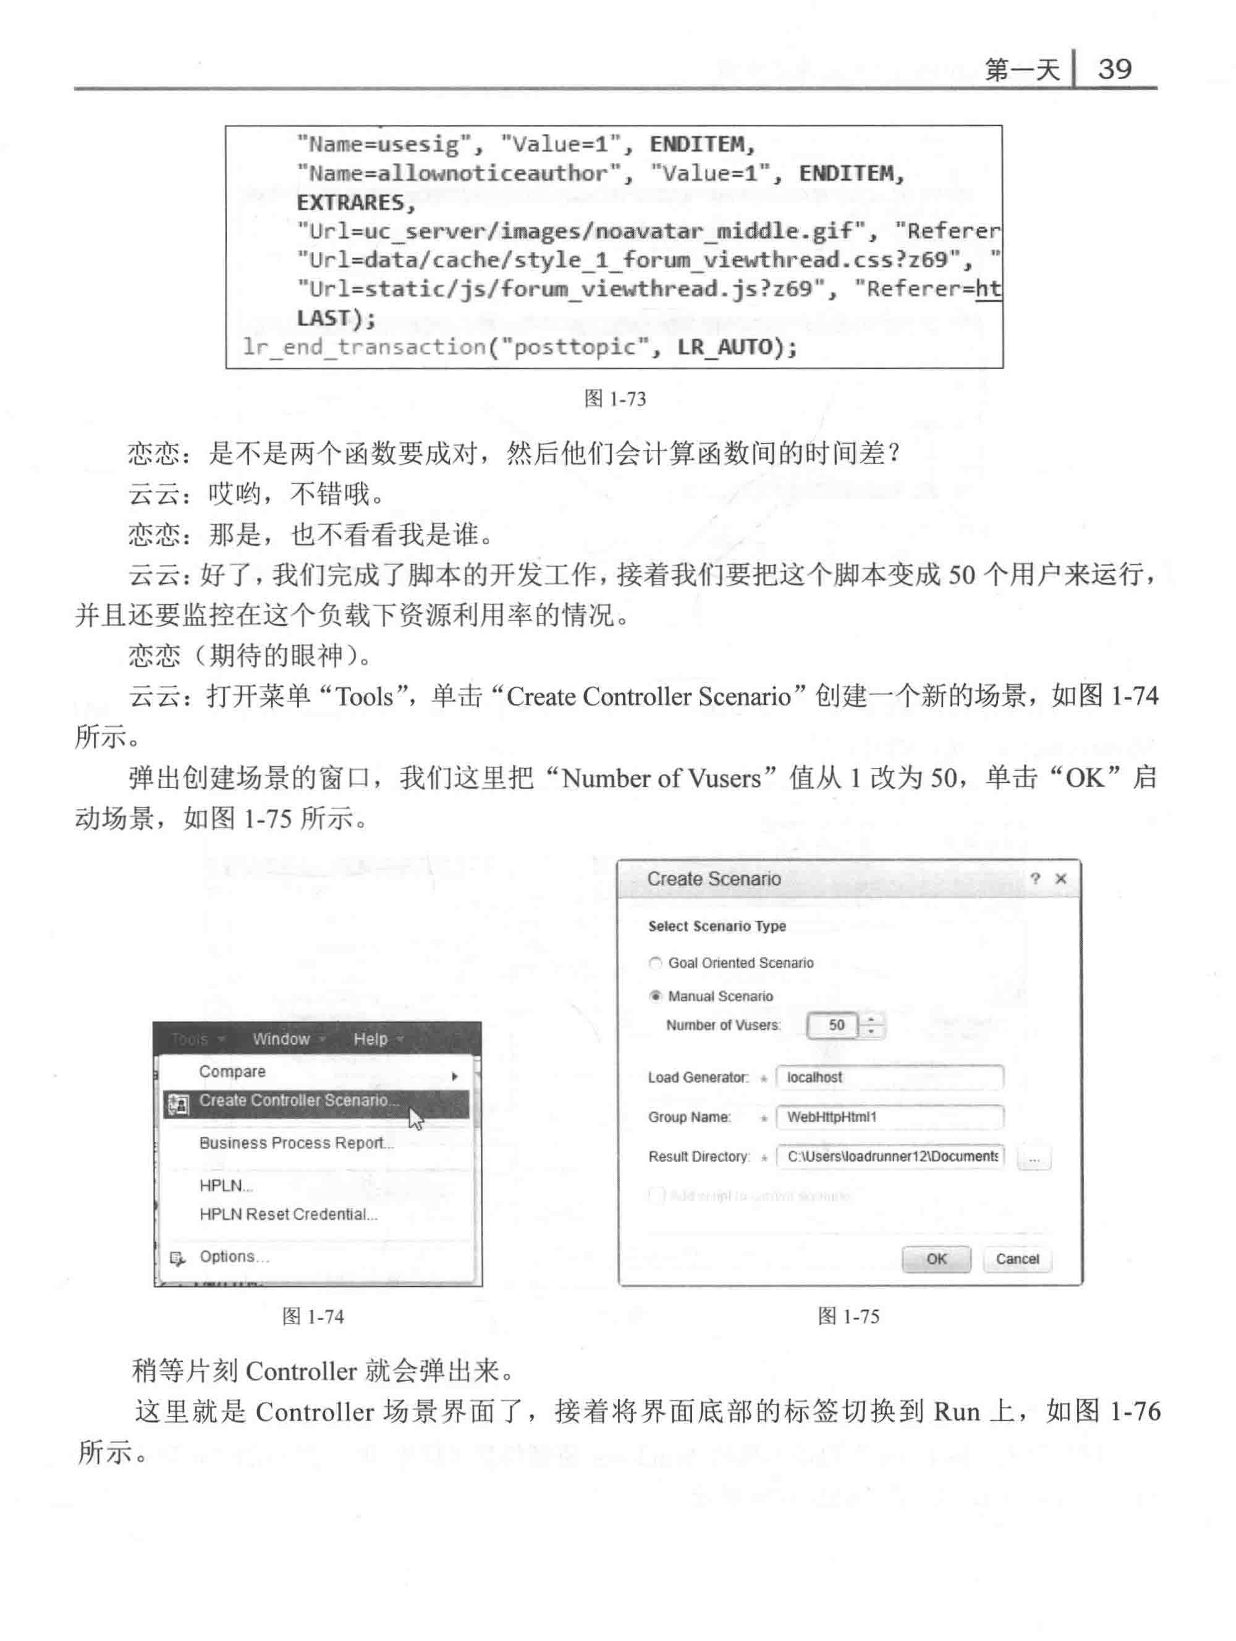 第一天 39
"Name=usesig", "Value=1", ENDITEM,
"Name=allownoticeauthor", "Value=1", ENDITEM,
EXTRARES,
"Url=uc_server/images/noavatar_middle.gif", "Referer
"Url=data/cache/style_1_forum_viewthread.css?z69", "
"Url=static/js/forum_viewthread.js?z69", "Referer=ht
LAST);
lr_end_transaction("posttopic", LR_AUTO);
图 1-73
恋恋：是不是两个函数要成对，然后他们会计算函数间的时间差？
云云：哎哟，不错哦。
恋恋：那是，也不看看我是谁。
云云：好了，我们完成了脚本的开发工作，接着我们要把这个脚本变成 50 个用户来运行，
并且还要监控在这个负载下资源利用率的情况。
恋恋（期待的眼神）。
云云：打开菜单“Tools”，单击“Create Controller Scenario”创建一个新的场景，如图 1-74
所示。
弹出创建场景的窗口，我们这里把“Number of Vusers”值从 1 改为 50，单击“OK”启
动场景，如图 1-75 所示。
Tools Window Help
Compare
Create Controller Scenario...
Business Process Report...
HPLN...
HPLN Reset Credential...
Options...
图 1-74
Create Scenario ? ×
Select Scenario Type
Goal Oriented Scenario
Manual Scenario
Number of Vusers: 50
Load Generator: * localhost
Group Name: * WebHttpHtml1
Result Directory: * C:\Users\loadrunner12\Documents ...
Add script to current scenario
OK Cancel
图 1-75
稍等片刻 Controller 就会弹出来。
这里就是 Controller 场景界面了，接着将界面底部的标签切换到 Run 上，如图 1-76
所示。